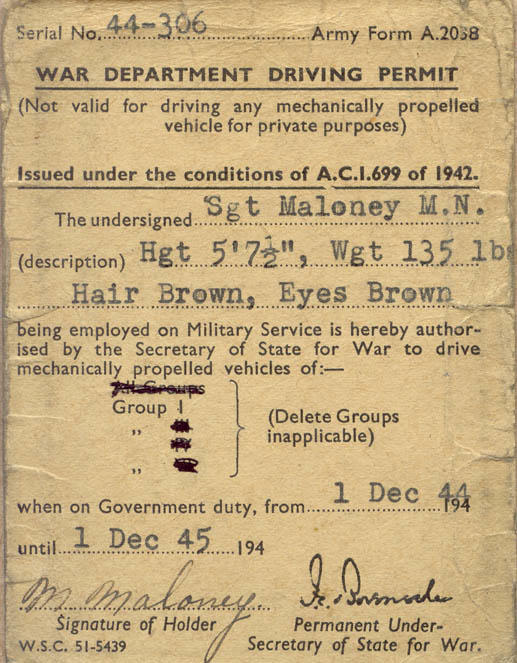 Serial No. 44-306 Army Form A.2038
WAR DEPARTMENT DRIVING PERMIT
(Not valid for driving any mechanically propelled
vehicle for private purposes)
Issued under the conditions of A.C.I.699 of 1942.
The undersigned Sgt Maloney M.N.
(description) Hgt 5'7½", Wgt 135 lbs
Hair Brown, Eyes Brown
being employed on Military Service is hereby author-
ised by the Secretary of State for War to drive
mechanically propelled vehicles of:—
All Groups
Group 1
„
(Delete Groups
inapplicable)
„
when on Government duty, from 1 Dec 44 194
until 1 Dec 45 194
M. Maloney.
Signature of Holder
Permanent Under-
W.S.C. 51-5439 Secretary of State for War.